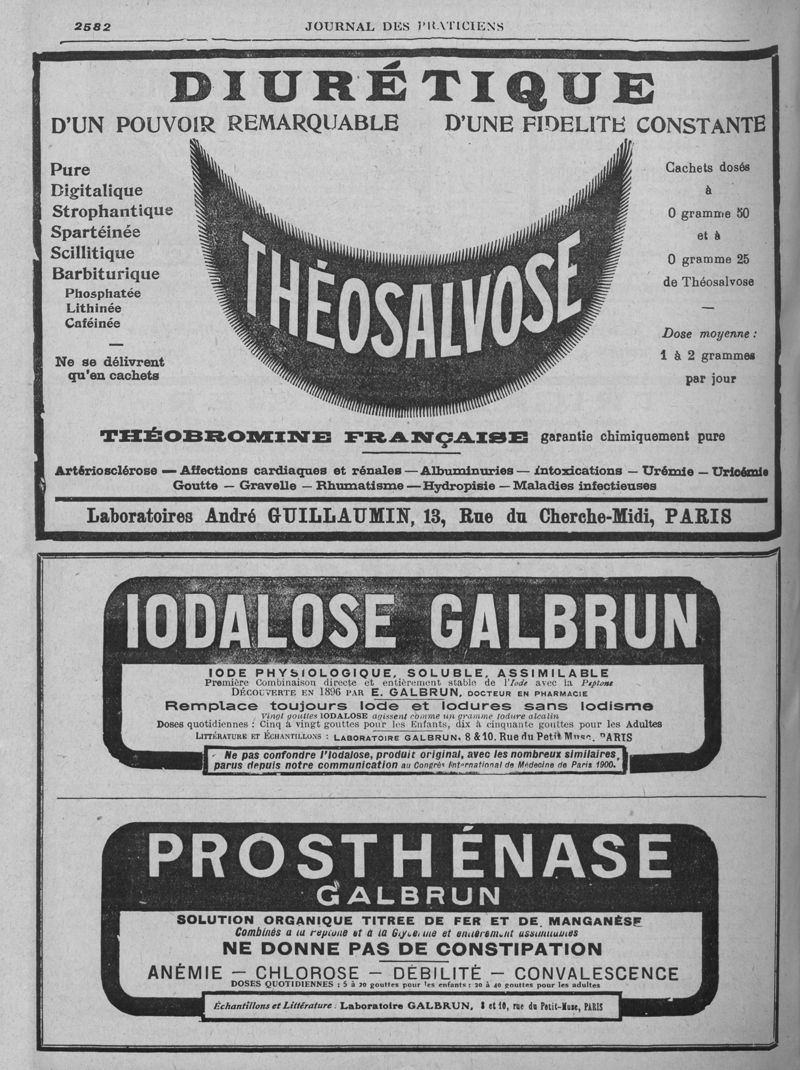 2582
JOURNAL DES PRATICIENS
DIURÉTIQUE
D'UN POUVOIR REMARQUABLE D'UNE FIDELITÉ CONSTANTE
Pure
Digitalique
Strophantique
Spartéinée
Scillitique
Barbiturique
Phosphatée
Lithinée
Caféinée
—
Ne se délivrent
qu'en cachets
THÉOSALVOSE
Cachets dosés
à
0 gramme 50
et à
0 gramme 25
de Théosalvose
—
Dose moyenne :
1 à 2 grammes
par jour
THÉOBROMINE FRANÇAISE garantie chimiquement pure
Artériosclérose — Affections cardiaques et rénales — Albuminuries — Intoxications — Urémie — Uricémie
Goutte — Gravelle — Rhumatisme — Hydropisie — Maladies infectieuses
Laboratoires André GUILLAUMIN, 13, Rue du Cherche-Midi, PARIS
IODALOSE GALBRUN
IODE PHYSIOLOGIQUE, SOLUBLE, ASSIMILABLE
Première Combinaison directe et entièrement stable de l'Iode avec la Peptone
DÉCOUVERTE EN 1896 PAR E. GALBRUN, DOCTEUR EN PHARMACIE
Remplace toujours Iode et Iodures sans Iodisme
Vingt gouttes IODALOSE agissent comme un gramme Iodure alcalin
Doses quotidiennes : Cinq à vingt gouttes pour les Enfants, dix à cinquante gouttes pour les Adultes
LITTÉRATURE ET ÉCHANTILLONS : LABORATOIRE GALBRUN, 8 & 10, Rue du Petit Musc, PARIS
Ne pas confondre l'Iodalose, produit original, avec les nombreux similaires,
parus depuis notre communication au Congrès International de Médecine de Paris 1900.
PROSTHÉNASE
GALBRUN
SOLUTION ORGANIQUE TITREE DE FER ET DE MANGANÈSE
Combinés à la Peptone et à la Glycérine et entièrement assimilables
NE DONNE PAS DE CONSTIPATION
ANÉMIE — CHLOROSE — DÉBILITÉ — CONVALESCENCE
DOSES QUOTIDIENNES : 5 à 20 gouttes pour les enfants ; 20 à 40 gouttes pour les adultes
Échantillons et Littérature : Laboratoire GALBRUN, 8 et 10, rue du Petit-Musc, PARIS